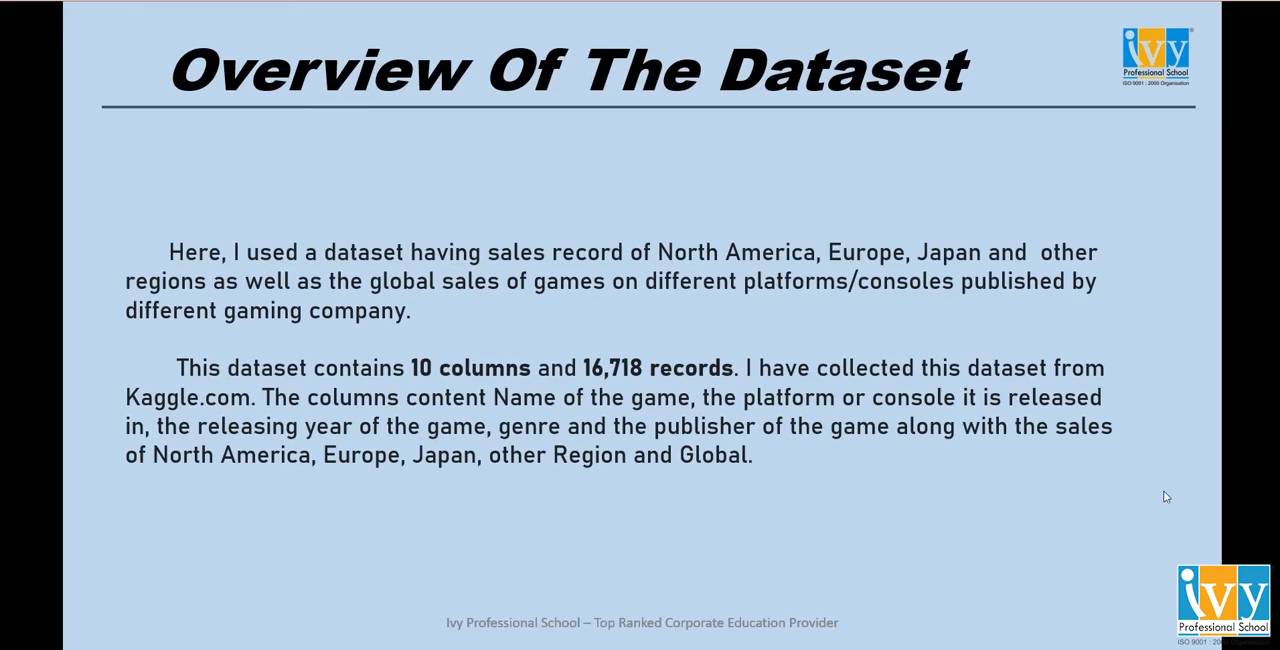 Overview Of The Dataset
ivy
Professional School
ISO 9001 : 2000 Organisation
Here, I used a dataset having sales record of North America, Europe, Japan and other
regions as well as the global sales of games on different platforms/consoles published by
different gaming company.
This dataset contains 10 columns and 16,718 records. I have collected this dataset from
Kaggle.com. The columns content Name of the game, the platform or console it is released
in, the releasing year of the game, genre and the publisher of the game along with the sales
of North America, Europe, Japan, other Region and Global.
Ivy Professional School – Top Ranked Corporate Education Provider
ivy
Professional School
ISO 9001 : 20